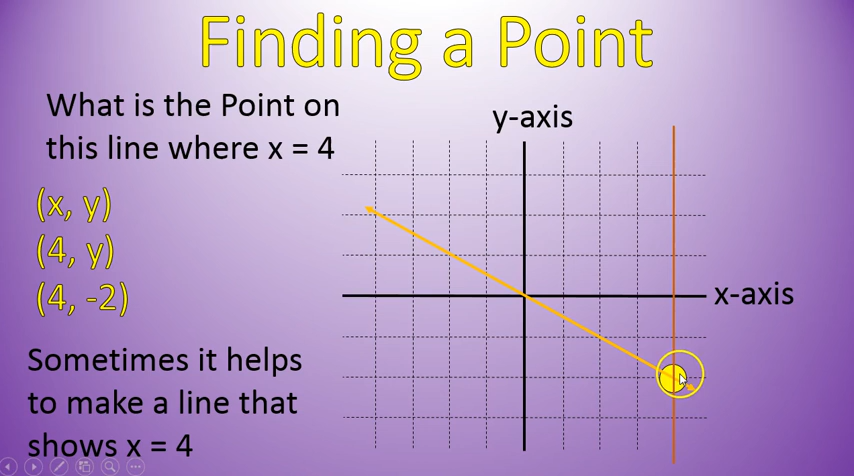 Finding a Point
What is the Point on
this line where x = 4
(x, y)
(4, y)
(4, -2)
Sometimes it helps
to make a line that
shows x = 4
y-axis
x-axis